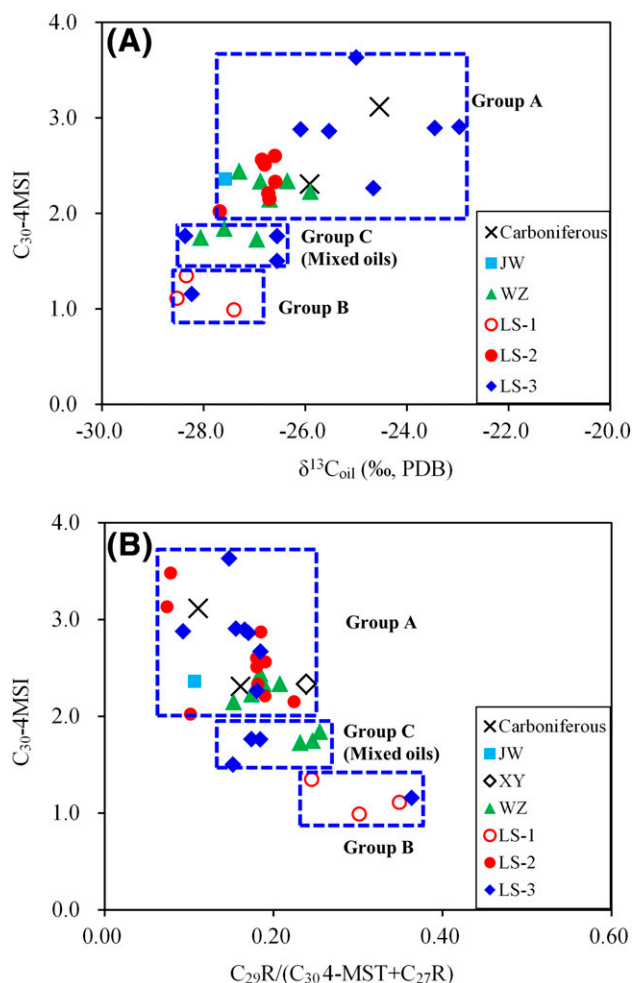 (A)
4.0
3.0
2.0
1.0
0.0
C₃₀-4MSI
Group A
Group C
(Mixed oils)
Group B
Carboniferous
JW
WZ
LS-1
LS-2
LS-3
-30.0 -28.0 -26.0 -24.0 -22.0 -20.0
δ¹³C_oil (‰, PDB)
(B)
4.0
3.0
2.0
1.0
0.0
C₃₀-4MSI
Group A
Group C
(Mixed oils)
Group B
Carboniferous
JW
XY
WZ
LS-1
LS-2
LS-3
0.00 0.20 0.40 0.60
C₂₉R/(C₃₀ 4-MST+C₂₇R)